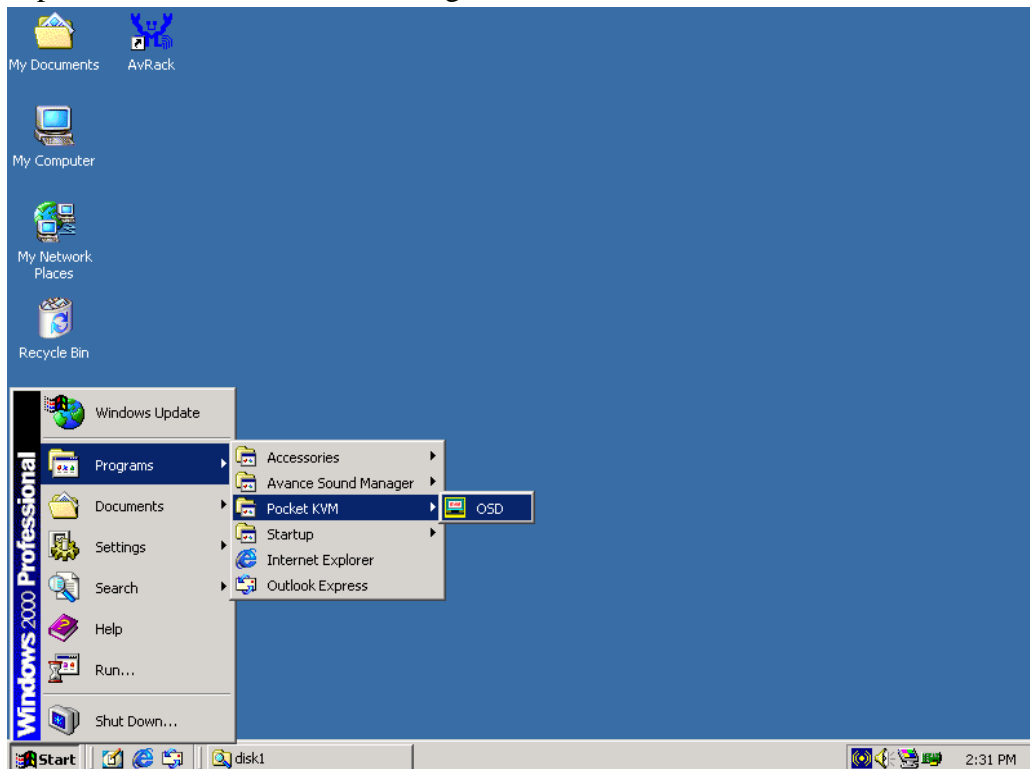 My Documents
AvRack
My Computer
My Network
Places
Recycle Bin
Windows 2000 Professional
Windows Update
Programs
Documents
Settings
Search
Help
Run...
Shut Down...
Accessories
Avance Sound Manager
Pocket KVM
Startup
Internet Explorer
Outlook Express
OSD
Start
disk1
2:31 PM